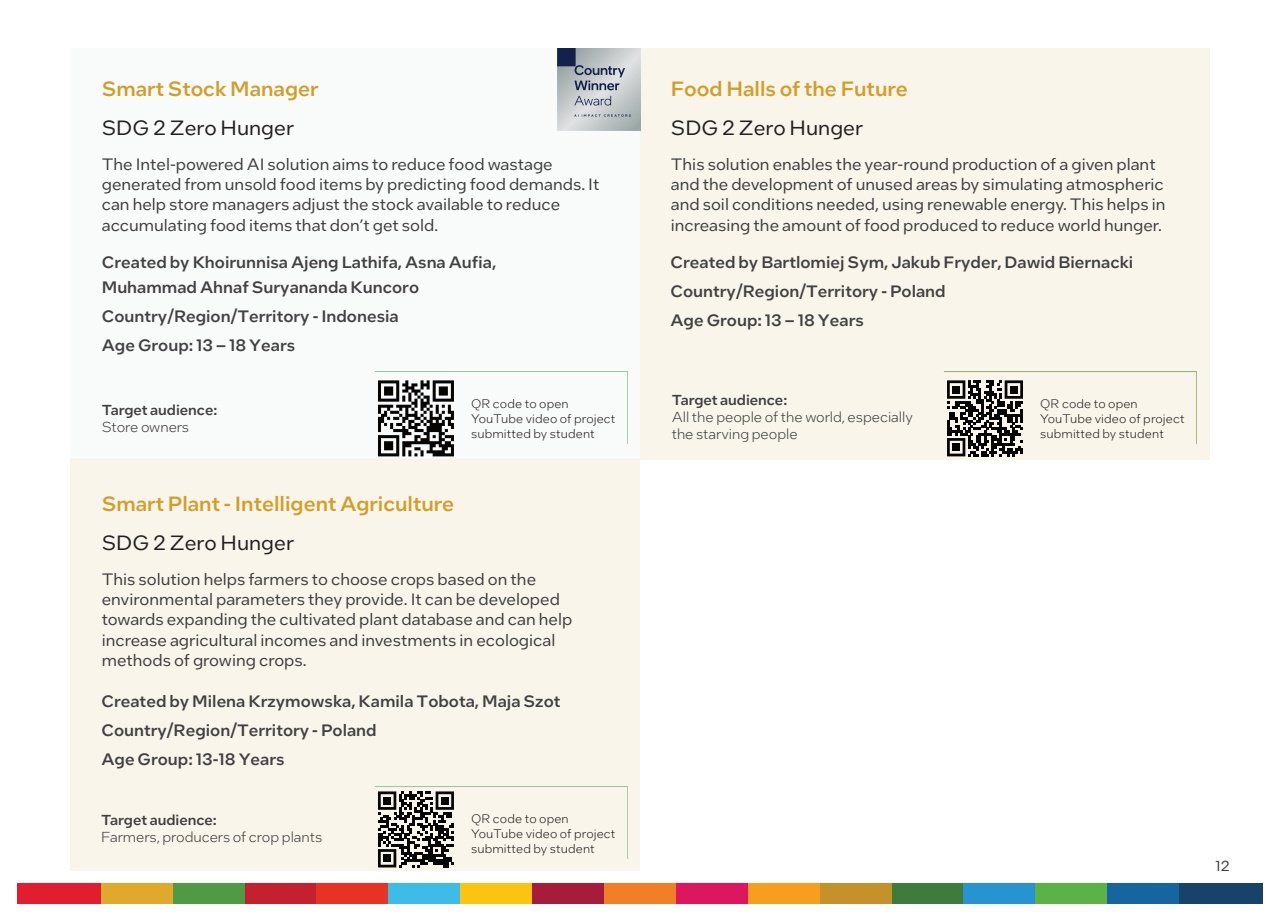 Smart Stock Manager
Country
Winner
Award
AI IMPACT CREATORS
SDG 2 Zero Hunger
The Intel-powered AI solution aims to reduce food wastage
generated from unsold food items by predicting food demands. It
can help store managers adjust the stock available to reduce
accumulating food items that don’t get sold.
Created by Khoirunnisa Ajeng Lathifa, Asna Aufia,
Muhammad Ahnaf Suryananda Kuncoro
Country/Region/Territory - Indonesia
Age Group: 13 – 18 Years
Target audience:
Store owners
QR code to open
YouTube video of project
submitted by student
Food Halls of the Future
SDG 2 Zero Hunger
This solution enables the year-round production of a given plant
and the development of unused areas by simulating atmospheric
and soil conditions needed, using renewable energy. This helps in
increasing the amount of food produced to reduce world hunger.
Created by Bartlomiej Sym, Jakub Fryder, Dawid Biernacki
Country/Region/Territory - Poland
Age Group: 13 – 18 Years
Target audience:
All the people of the world, especially
the starving people
QR code to open
YouTube video of project
submitted by student
Smart Plant - Intelligent Agriculture
SDG 2 Zero Hunger
This solution helps farmers to choose crops based on the
environmental parameters they provide. It can be developed
towards expanding the cultivated plant database and can help
increase agricultural incomes and investments in ecological
methods of growing crops.
Created by Milena Krzymowska, Kamila Tobota, Maja Szot
Country/Region/Territory - Poland
Age Group: 13-18 Years
Target audience:
Farmers, producers of crop plants
QR code to open
YouTube video of project
submitted by student
12